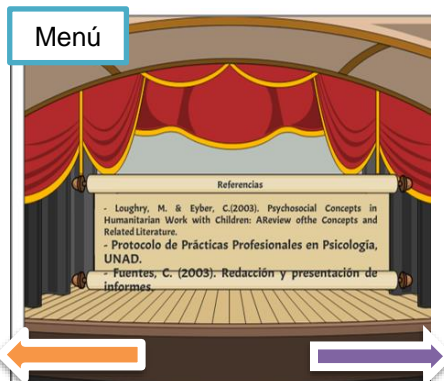 Menú
Referencias
- Loughry, M. & Eyber, C.(2003). Psychosocial Concepts in
Humanitarian Work with Children: AReview ofthe Concepts and
Related Literature.
- Protocolo de Prácticas Profesionales en Psicología,
UNAD.
- Fuentes, C. (2003). Redacción y presentación de
informes.